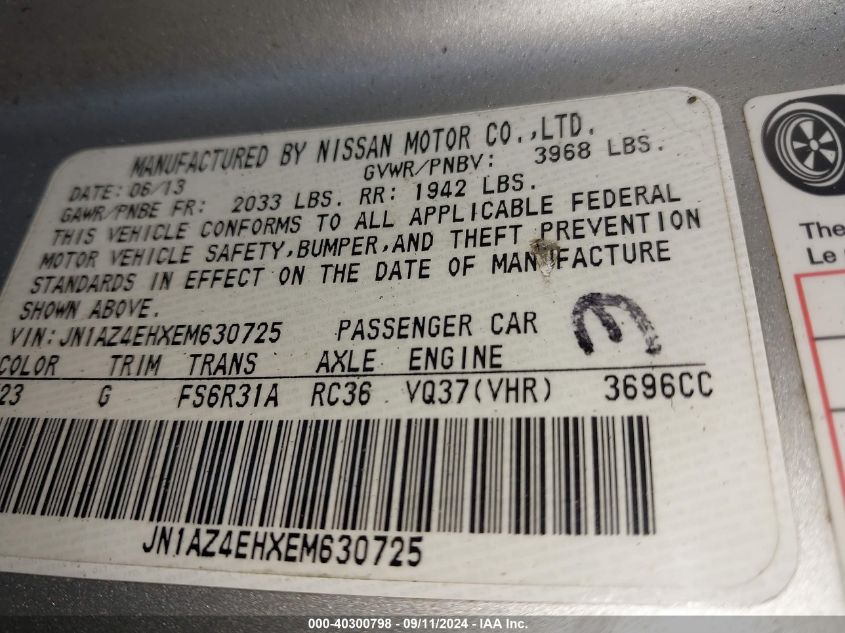 MANUFACTURED BY NISSAN MOTOR CO.,LTD.
DATE: 06/13 GVWR/PNBV: 3968 LBS.
GAWR/PNBE FR: 2033 LBS. RR: 1942 LBS.
THIS VEHICLE CONFORMS TO ALL APPLICABLE FEDERAL
MOTOR VEHICLE SAFETY,BUMPER,AND THEFT PREVENTION
STANDARDS IN EFFECT ON THE DATE OF MANUFACTURE
SHOWN ABOVE.
VIN:JN1AZ4EHXEM630725 PASSENGER CAR
COLOR TRIM TRANS AXLE ENGINE
23 G FS6R31A RC36 VQ37(VHR) 3696CC
JN1AZ4EHXEM630725
The
Le
000-40300798 - 09/11/2024 - IAA Inc.